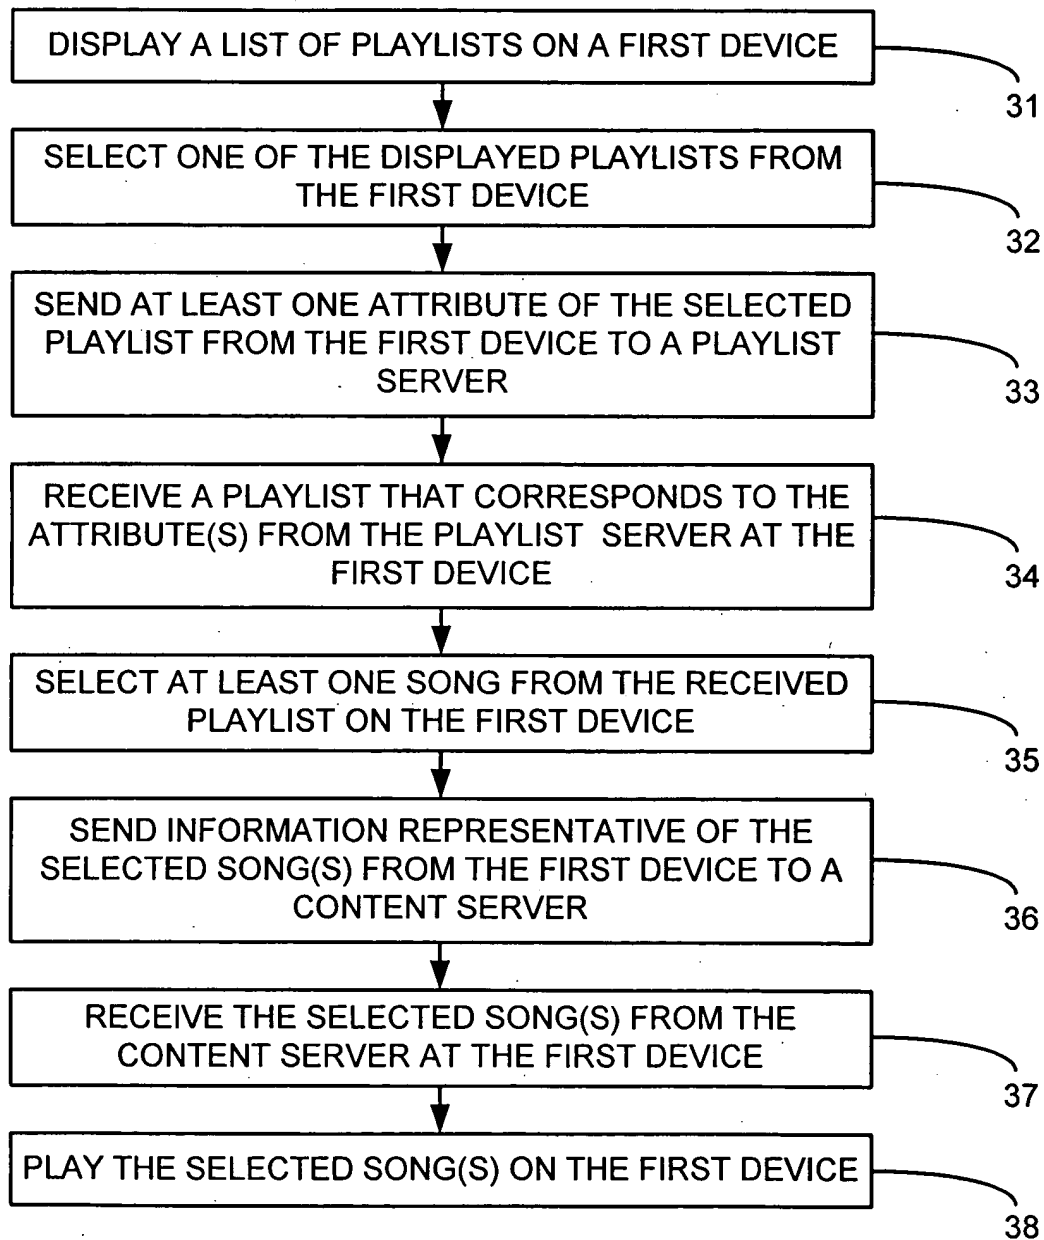 DISPLAY A LIST OF PLAYLISTS ON A FIRST DEVICE
31
SELECT ONE OF THE DISPLAYED PLAYLISTS FROM
THE FIRST DEVICE
32
SEND AT LEAST ONE ATTRIBUTE OF THE SELECTED
PLAYLIST FROM THE FIRST DEVICE TO A PLAYLIST
SERVER
33
RECEIVE A PLAYLIST THAT CORRESPONDS TO THE
ATTRIBUTE(S) FROM THE PLAYLIST SERVER AT THE
FIRST DEVICE
34
SELECT AT LEAST ONE SONG FROM THE RECEIVED
PLAYLIST ON THE FIRST DEVICE
35
SEND INFORMATION REPRESENTATIVE OF THE
SELECTED SONG(S) FROM THE FIRST DEVICE TO A
CONTENT SERVER
36
RECEIVE THE SELECTED SONG(S) FROM THE
CONTENT SERVER AT THE FIRST DEVICE
37
PLAY THE SELECTED SONG(S) ON THE FIRST DEVICE
38